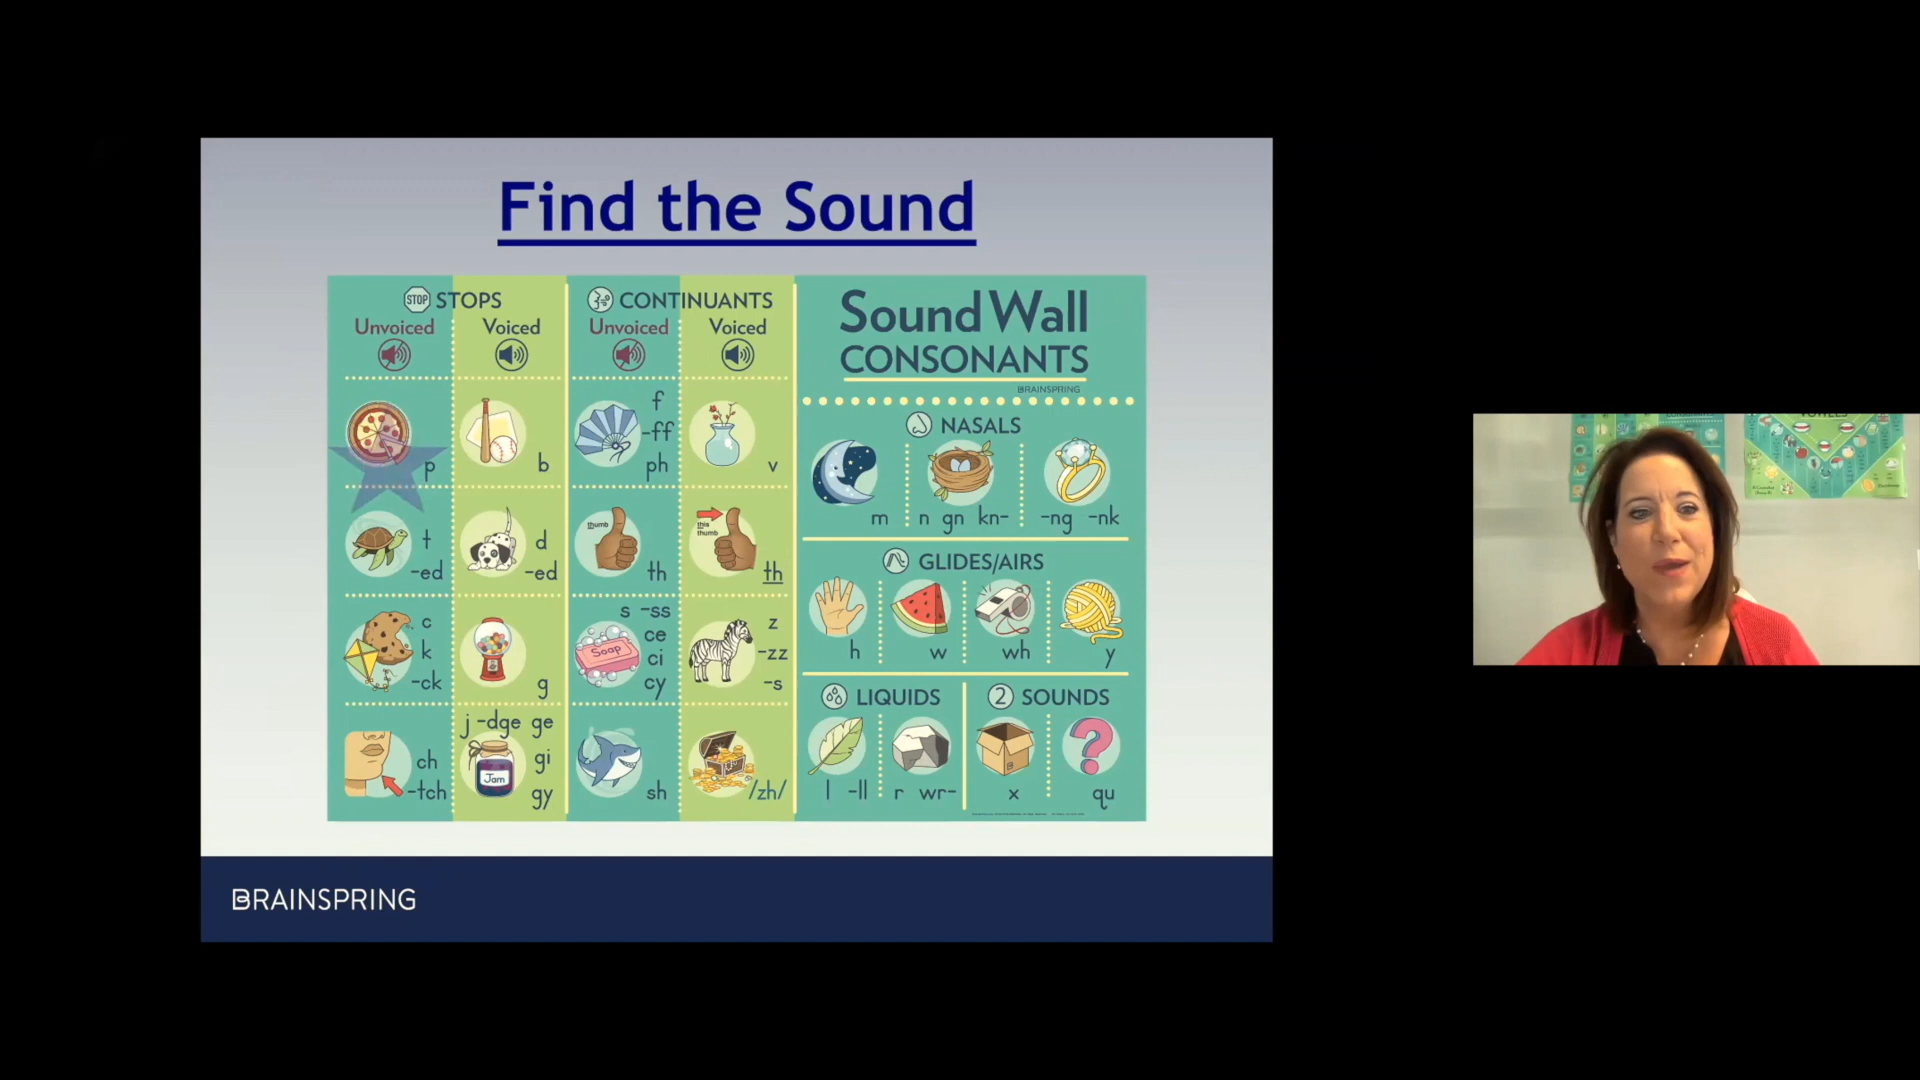 Find the Sound
STOP STOPS
Unvoiced Voiced
CONTINUANTS
Unvoiced Voiced
p
b
f
-ff
ph
v
t
-ed
d
-ed
thumb
th
this
thumb
th
c
k
-ck
g
s -ss
ce
ci
cy
Soap
z
-zz
-s
ch
-tch
j -dge ge
gi
gy
Jam
sh
/zh/
Sound Wall
CONSONANTS
BRAINSPRING
NASALS
m
n gn kn-
-ng -nk
GLIDES/AIRS
h
w
wh
y
LIQUIDS
l -ll
r wr-
2 SOUNDS
x
qu
BRAINSPRING
VOWELS